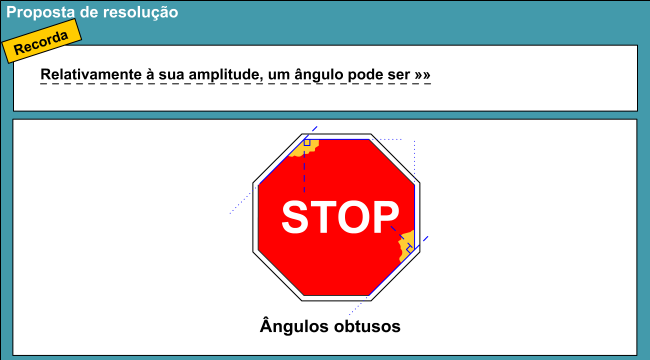 Proposta de resolução
Recorda
Relativamente à sua amplitude, um ângulo pode ser »»
STOP
Ângulos obtusos